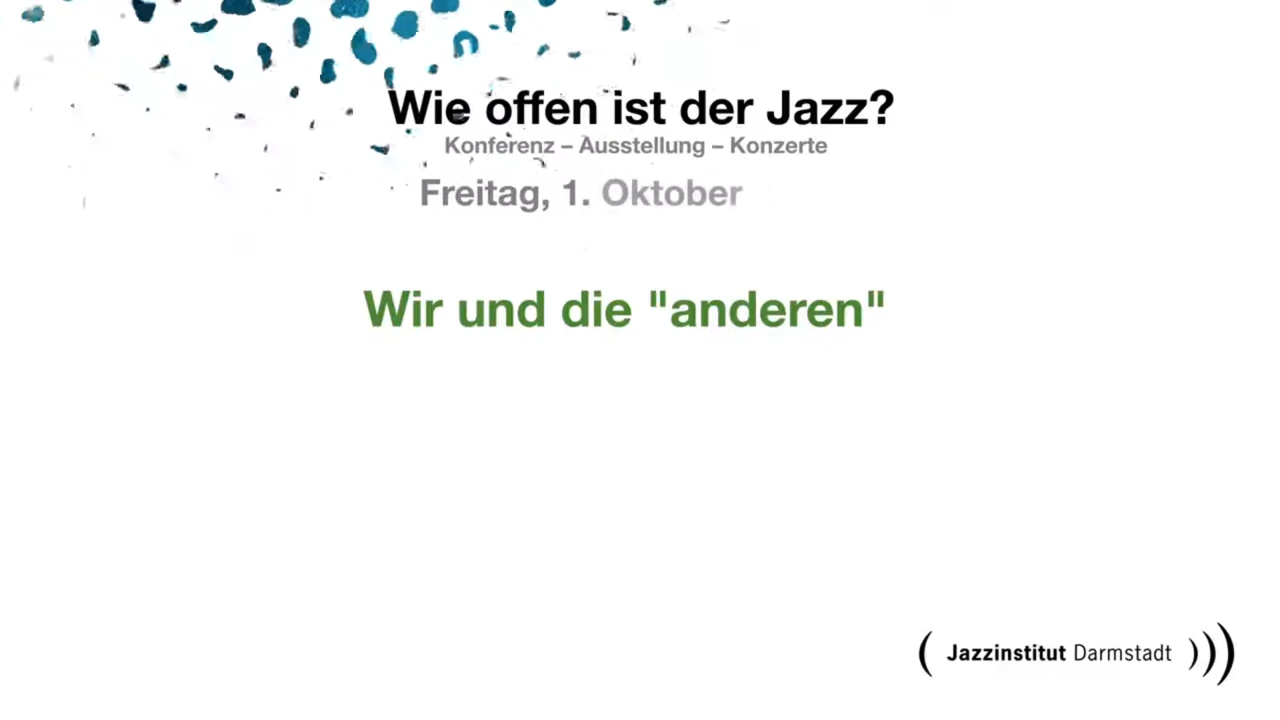 Wie offen ist der Jazz?
Konferenz – Ausstellung – Konzerte
Freitag, 1. Oktober
Wir und die "anderen"
Jazzinstitut Darmstadt